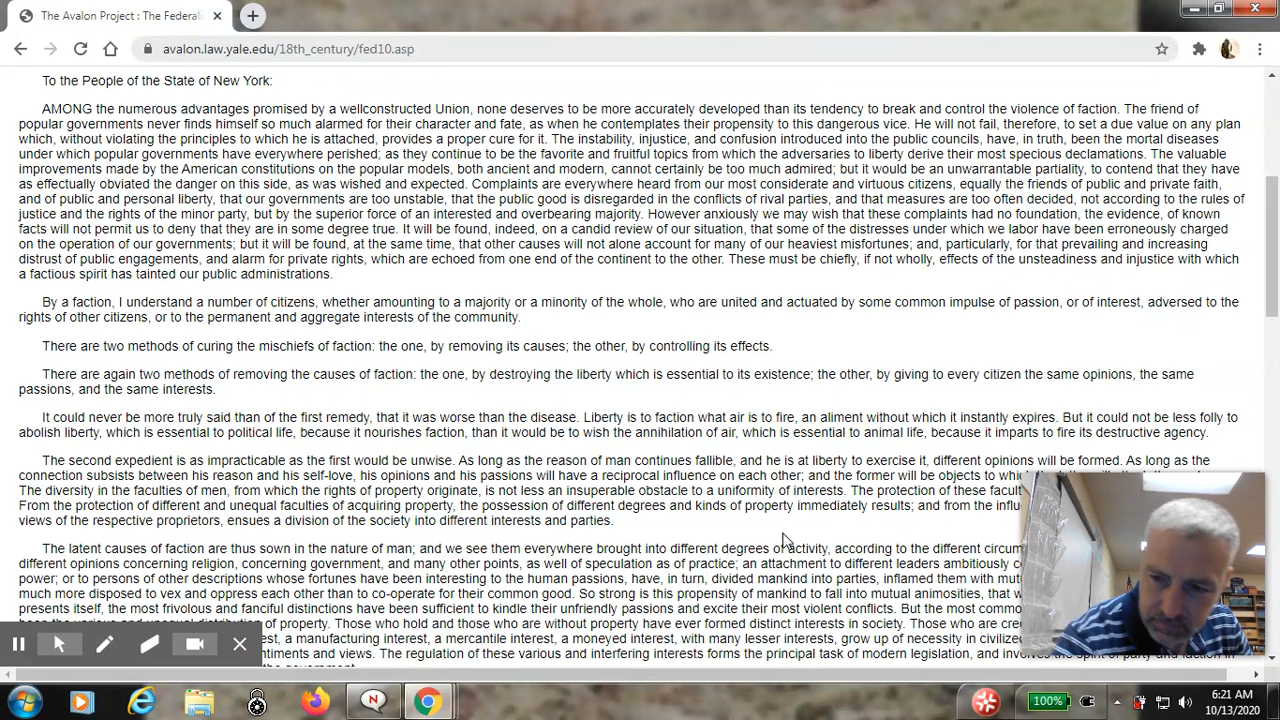 The Avalon Project : The Federalis
avalon.law.yale.edu/18th_century/fed10.asp
To the People of the State of New York:
AMONG the numerous advantages promised by a wellconstructed Union, none deserves to be more accurately developed than its tendency to break and control the violence of faction. The friend of
popular governments never finds himself so much alarmed for their character and fate, as when he contemplates their propensity to this dangerous vice. He will not fail, therefore, to set a due value on any plan
which, without violating the principles to which he is attached, provides a proper cure for it. The instability, injustice, and confusion introduced into the public councils, have, in truth, been the mortal diseases
under which popular governments have everywhere perished; as they continue to be the favorite and fruitful topics from which the adversaries to liberty derive their most specious declamations. The valuable
improvements made by the American constitutions on the popular models, both ancient and modern, cannot certainly be too much admired; but it would be an unwarrantable partiality, to contend that they have
as effectually obviated the danger on this side, as was wished and expected. Complaints are everywhere heard from our most considerate and virtuous citizens, equally the friends of public and private faith,
and of public and personal liberty, that our governments are too unstable, that the public good is disregarded in the conflicts of rival parties, and that measures are too often decided, not according to the rules of
justice and the rights of the minor party, but by the superior force of an interested and overbearing majority. However anxiously we may wish that these complaints had no foundation, the evidence, of known
facts will not permit us to deny that they are in some degree true. It will be found, indeed, on a candid review of our situation, that some of the distresses under which we labor have been erroneously charged
on the operation of our governments; but it will be found, at the same time, that other causes will not alone account for many of our heaviest misfortunes; and, particularly, for that prevailing and increasing
distrust of public engagements, and alarm for private rights, which are echoed from one end of the continent to the other. These must be chiefly, if not wholly, effects of the unsteadiness and injustice with which
a factious spirit has tainted our public administrations.
By a faction, I understand a number of citizens, whether amounting to a majority or a minority of the whole, who are united and actuated by some common impulse of passion, or of interest, adversed to the
rights of other citizens, or to the permanent and aggregate interests of the community.
There are two methods of curing the mischiefs of faction: the one, by removing its causes; the other, by controlling its effects.
There are again two methods of removing the causes of faction: the one, by destroying the liberty which is essential to its existence; the other, by giving to every citizen the same opinions, the same
passions, and the same interests.
It could never be more truly said than of the first remedy, that it was worse than the disease. Liberty is to faction what air is to fire, an aliment without which it instantly expires. But it could not be less folly to
abolish liberty, which is essential to political life, because it nourishes faction, than it would be to wish the annihilation of air, which is essential to animal life, because it imparts to fire its destructive agency.
The second expedient is as impracticable as the first would be unwise. As long as the reason of man continues fallible, and he is at liberty to exercise it, different opinions will be formed. As long as the
connection subsists between his reason and his self-love, his opinions and his passions will have a reciprocal influence on each other; and the former will be objects to
The diversity in the faculties of men, from which the rights of property originate, is not less an insuperable obstacle to a uniformity of interests. The protection of these
From the protection of different and unequal faculties of acquiring property, the possession of different degrees and kinds of property immediately results; and from the
views of the respective proprietors, ensues a division of the society into different interests and parties.
The latent causes of faction are thus sown in the nature of man; and we see them everywhere brought into different degrees of activity, according to the different
different opinions concerning religion, concerning government, and many other points, as well of speculation as of practice; an attachment to different leaders ambitiously
power; or to persons of other descriptions whose fortunes have been interesting to the human passions, have, in turn, divided mankind into parties, inflamed them with
much more disposed to vex and oppress each other than to co-operate for their common good. So strong is this propensity of mankind to fall into mutual animosities, that
presents itself, the most frivolous and fanciful distinctions have been sufficient to kindle their unfriendly passions and excite their most violent conflicts. But the most
of property. Those who hold and those who are without property have ever formed distinct interests in society. Those who are
a manufacturing interest, a mercantile interest, a moneyed interest, with many lesser interests, grow up of necessity in
and views. The regulation of these various and interfering interests forms the principal task of modern legislation, and
the government.
100%
6:21 AM
10/13/2020